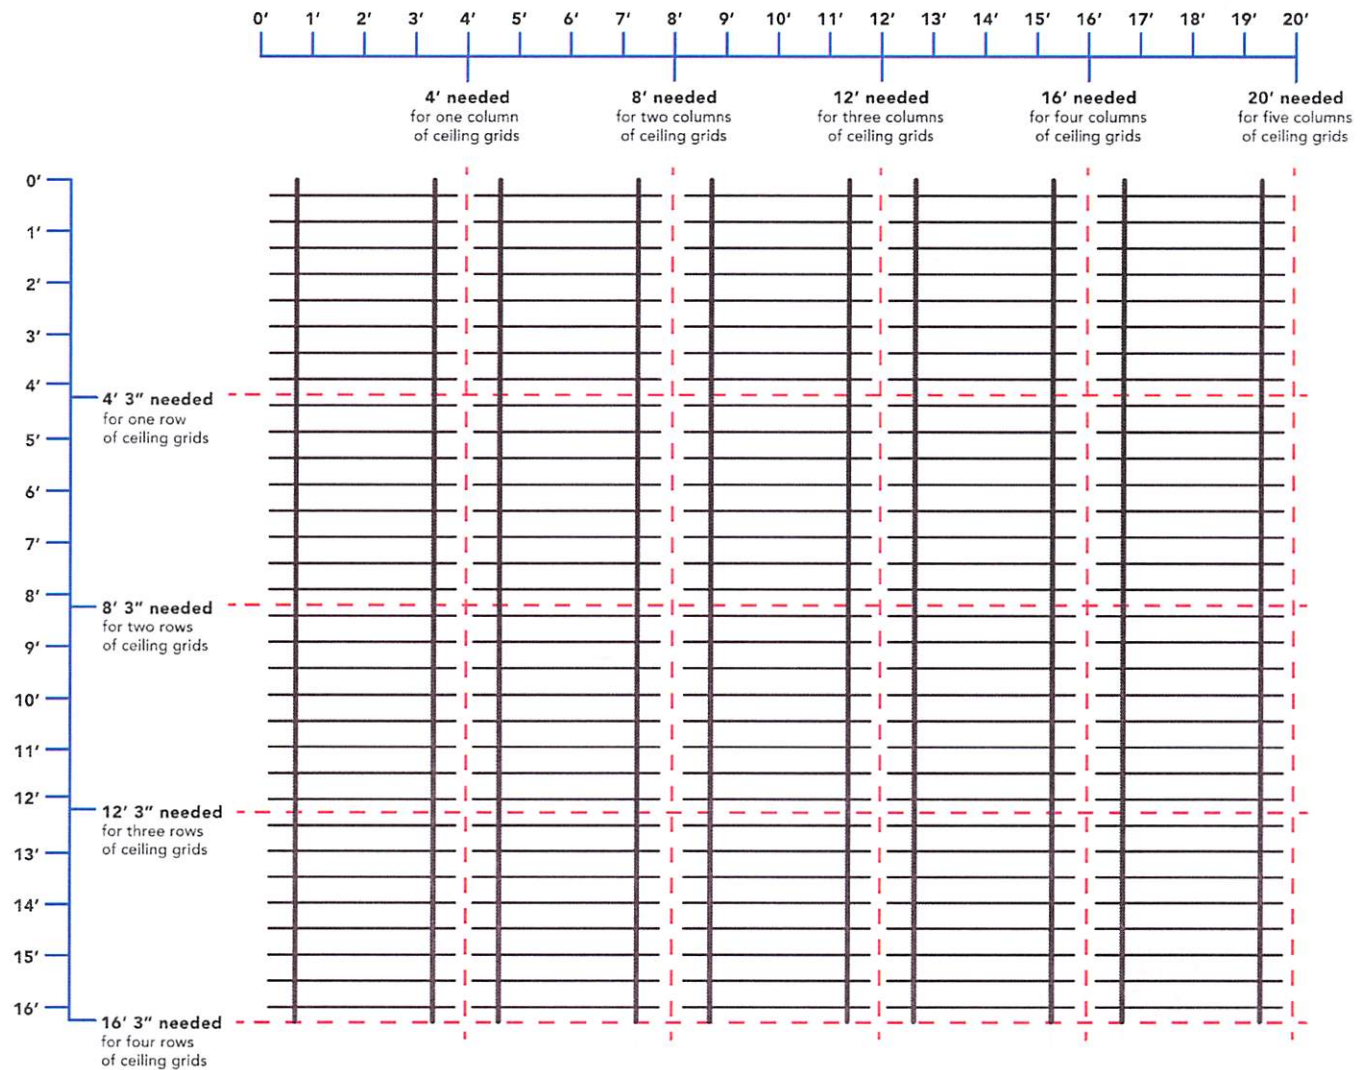 0′ 1′ 2′ 3′ 4′ 5′ 6′ 7′ 8′ 9′ 10′ 11′ 12′ 13′ 14′ 15′ 16′ 17′ 18′ 19′ 20′
4′ needed
for one column
of ceiling grids
8′ needed
for two columns
of ceiling grids
12′ needed
for three columns
of ceiling grids
16′ needed
for four columns
of ceiling grids
20′ needed
for five columns
of ceiling grids
0′
1′
2′
3′
4′
4′ 3″ needed
for one row
of ceiling grids
5′
6′
7′
8′
8′ 3″ needed
for two rows
of ceiling grids
9′
10′
11′
12′
12′ 3″ needed
for three rows
of ceiling grids
13′
14′
15′
16′
16′ 3″ needed
for four rows
of ceiling grids